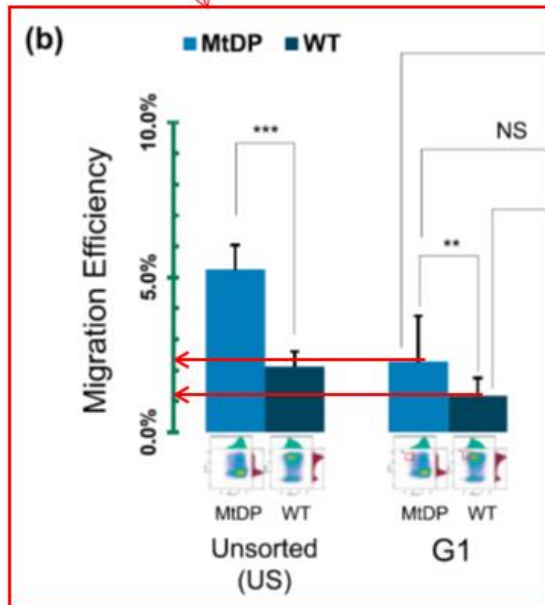 (b)
MtDP WT
Migration Efficiency
10.0%
5.0%
0.0%
***
NS
**
MtDP WT MtDP WT
Unsorted
(US)
G1